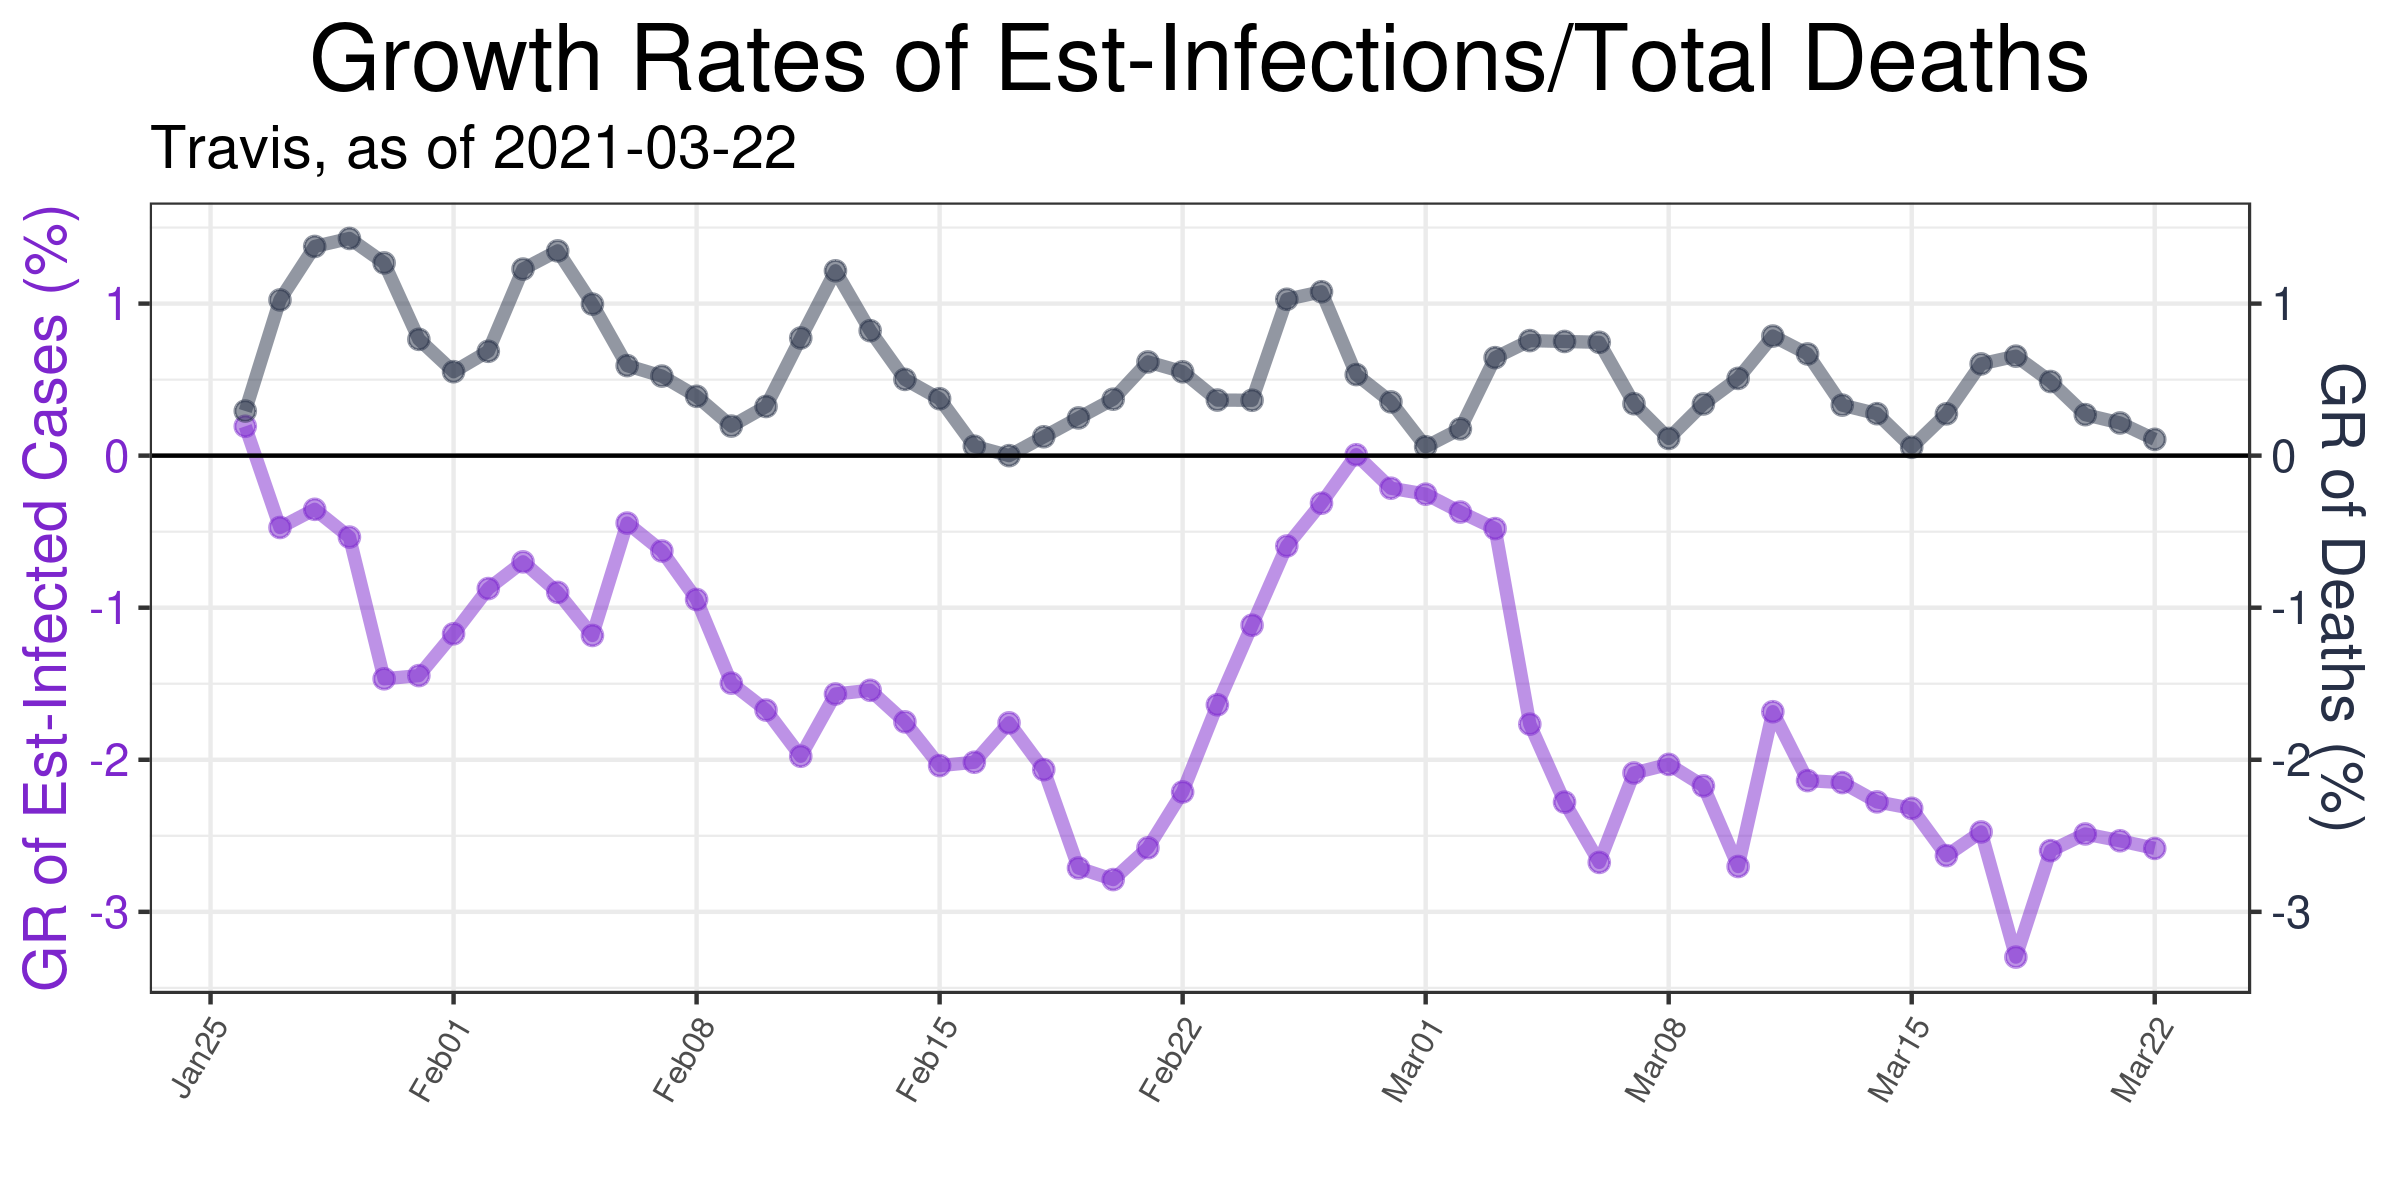 Growth Rates of Est-Infections/Total Deaths
Travis, as of 2021-03-22
GR of Est-Infected Cases (%)
1
0
-1
-2
-3
1
0
-1
-2
-3
GR of Deaths (%)
Jan25
Feb01
Feb08
Feb15
Feb22
Mar01
Mar08
Mar15
Mar22